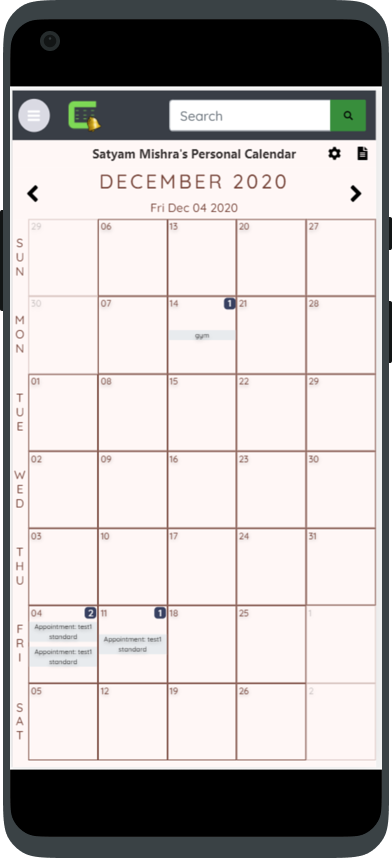 Search
Satyam Mishra's Personal Calendar
DECEMBER 2020
Fri Dec 04 2020
SUN
29
06
13
20
27
MON
30
07
14
1
21
28
gym
TUE
01
08
15
22
29
WED
02
09
16
23
30
THU
03
10
17
24
31
FRI
04
2
11
1
18
25
1
Appointment: test1
standard
Appointment: test1
standard
Appointment: test1
standard
SAT
05
12
19
26
2